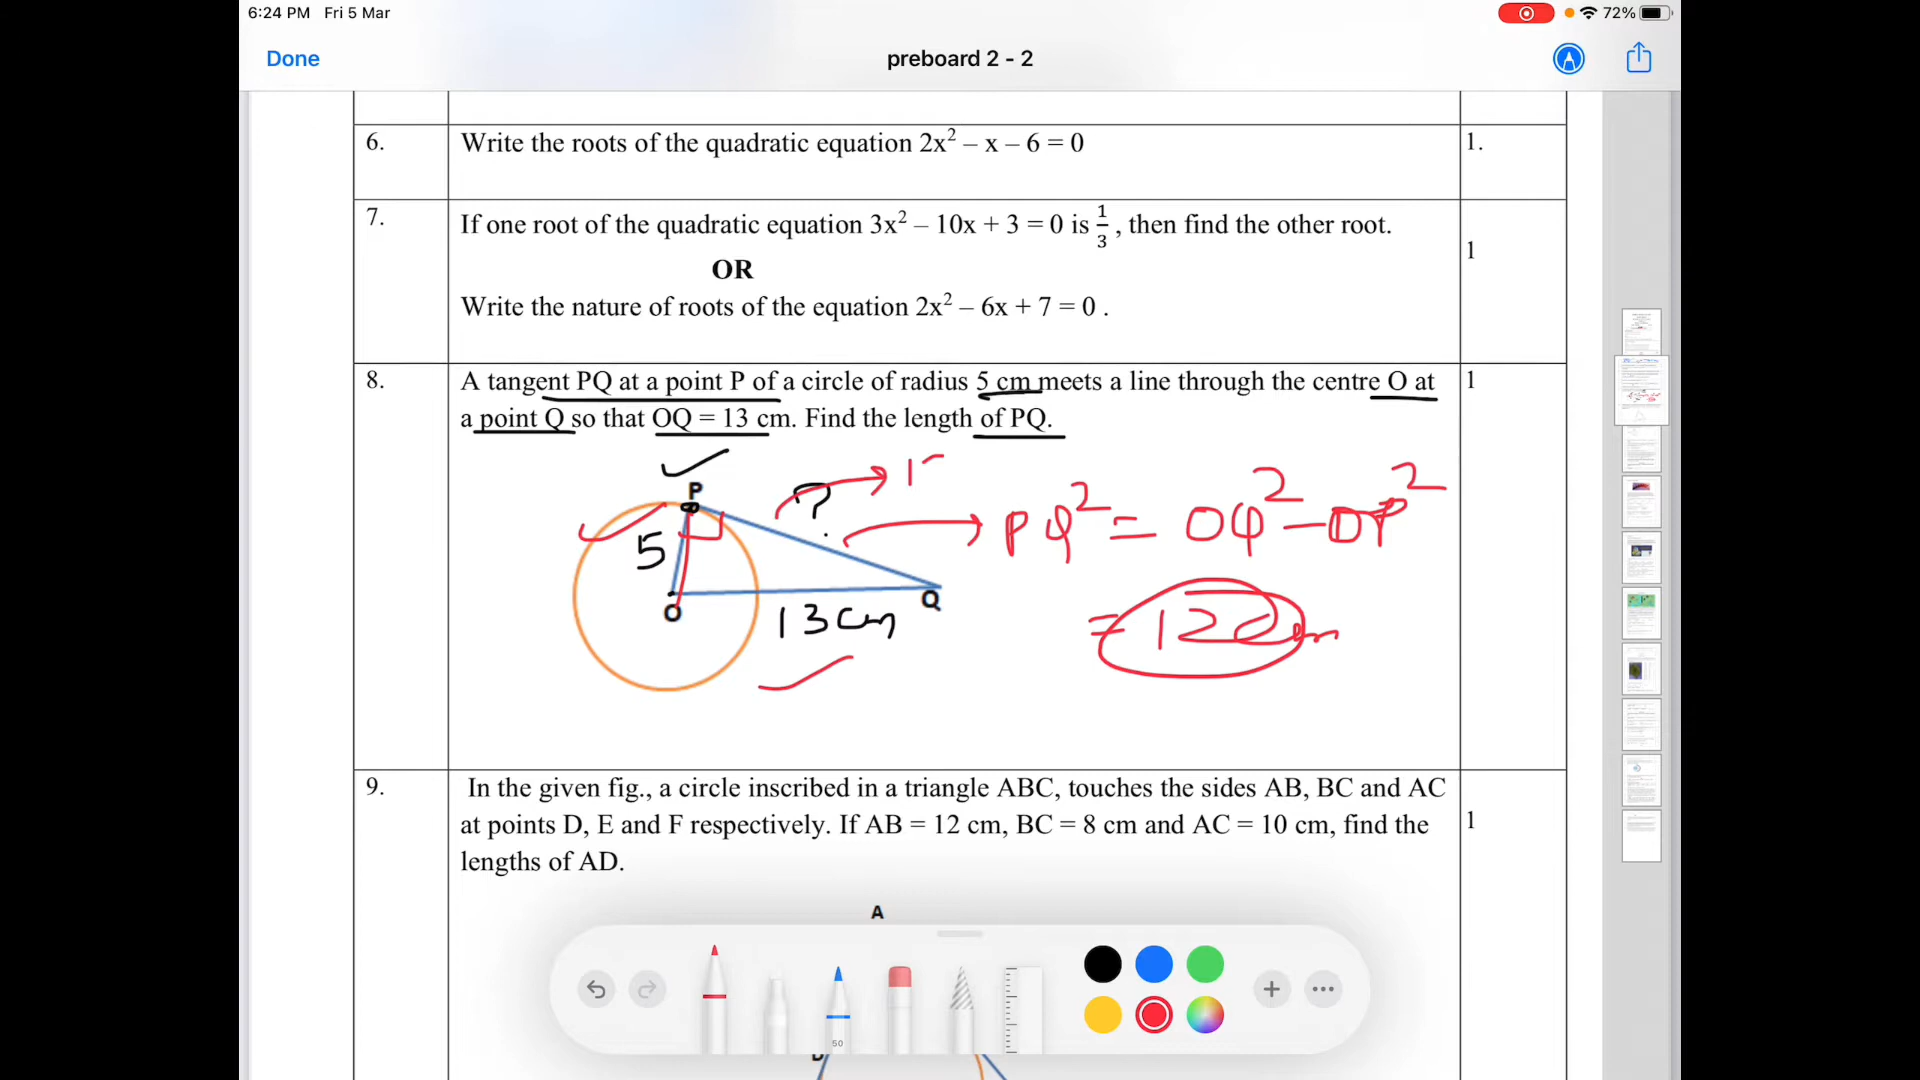 6:24 PM Fri 5 Mar
72%
Done
preboard 2 - 2
6.
Write the roots of the quadratic equation 2x² – x – 6 = 0
1.
7.
If one root of the quadratic equation 3x² – 10x + 3 = 0 is 1/3 , then find the other root.
1
OR
Write the nature of roots of the equation 2x² – 6x + 7 = 0 .
8.
A tangent PQ at a point P of a circle of radius 5 cm meets a line through the centre O at
1
a point Q so that OQ = 13 cm. Find the length of PQ.
P
?
PQ² = OQ² – OP²
5
O
Q
13 cm
= 12 cm
9.
In the given fig., a circle inscribed in a triangle ABC, touches the sides AB, BC and AC
at points D, E and F respectively. If AB = 12 cm, BC = 8 cm and AC = 10 cm, find the
1
lengths of AD.
A
50